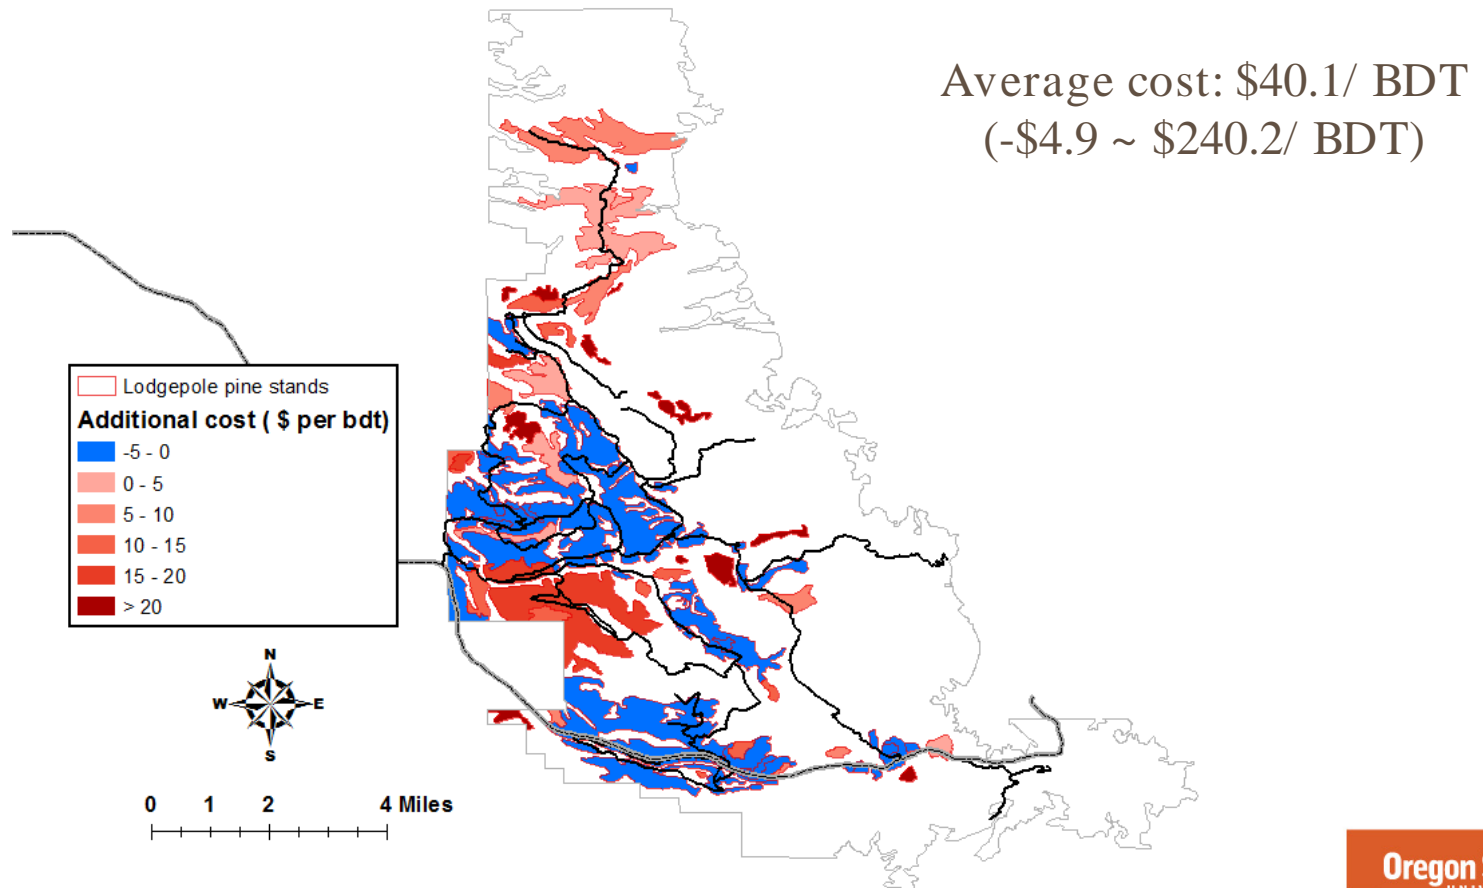 Average cost: $40.1/ BDT
(-$4.9 ~ $240.2/ BDT)
Lodgepole pine stands
Additional cost ( $ per bdt)
-5 - 0
0 - 5
5 - 10
10 - 15
15 - 20
> 20
N
W E
S
0 1 2 4 Miles
Oregon